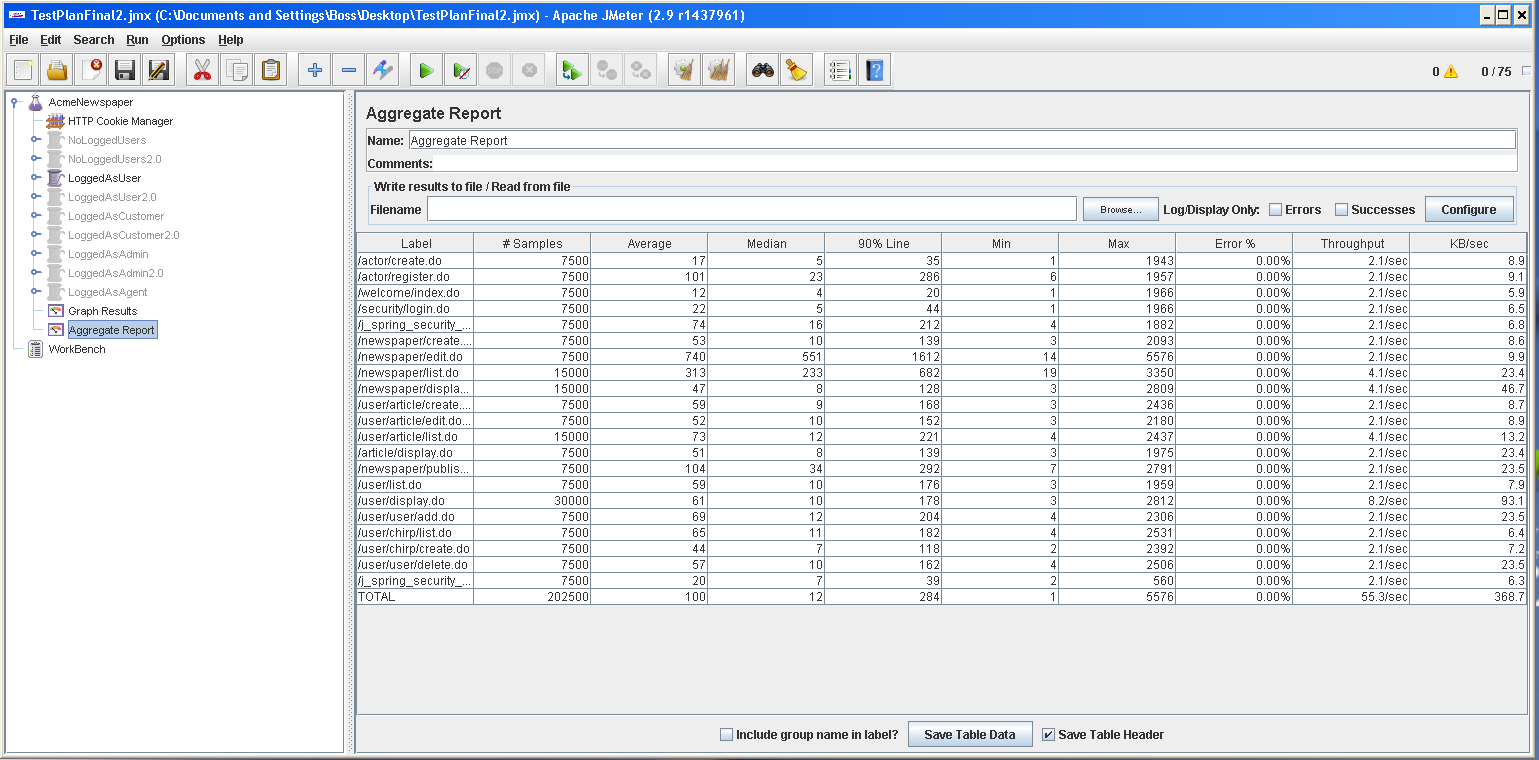 TestPlanFinal2.jmx (C:\Documents and Settings\Boss\Desktop\TestPlanFinal2.jmx) - Apache JMeter (2.9 r1437961)
File Edit Search Run Options Help
0 0 / 75
AcmeNewspaper
HTTP Cookie Manager
NoLoggedUsers
NoLoggedUsers2.0
LoggedAsUser
LoggedAsUser2.0
LoggedAsCustomer
LoggedAsCustomer2.0
LoggedAsAdmin
LoggedAsAdmin2.0
LoggedAsAgent
Graph Results
Aggregate Report
WorkBench
Aggregate Report
Name: Aggregate Report
Comments:
Write results to file / Read from file
Filename Browse... Log/Display Only: Errors Successes Configure
Label # Samples Average Median 90% Line Min Max Error % Throughput KB/sec
/actor/create.do 7500 17 5 35 1 1943 0.00% 2.1/sec 8.9
/actor/register.do 7500 101 23 286 6 1957 0.00% 2.1/sec 9.1
/welcome/index.do 7500 12 4 20 1 1966 0.00% 2.1/sec 5.9
/security/login.do 7500 22 5 44 1 1966 0.00% 2.1/sec 6.5
/j_spring_security_... 7500 74 16 212 4 1882 0.00% 2.1/sec 6.8
/newspaper/create.... 7500 53 10 139 3 2093 0.00% 2.1/sec 8.6
/newspaper/edit.do 7500 740 551 1612 14 5576 0.00% 2.1/sec 9.9
/newspaper/list.do 15000 313 233 682 19 3350 0.00% 4.1/sec 23.4
/newspaper/displa... 15000 47 8 128 3 2809 0.00% 4.1/sec 46.7
/user/article/create.... 7500 59 9 168 3 2436 0.00% 2.1/sec 8.7
/user/article/edit.do... 7500 52 10 152 3 2180 0.00% 2.1/sec 8.9
/user/article/list.do 15000 73 12 221 4 2437 0.00% 4.1/sec 13.2
/article/display.do 7500 51 8 139 3 1975 0.00% 2.1/sec 23.4
/newspaper/publis... 7500 104 34 292 7 2791 0.00% 2.1/sec 23.5
/user/list.do 7500 59 10 176 3 1959 0.00% 2.1/sec 7.9
/user/display.do 30000 61 10 178 3 2812 0.00% 8.2/sec 93.1
/user/user/add.do 7500 69 12 204 4 2306 0.00% 2.1/sec 23.5
/user/chirp/list.do 7500 65 11 182 4 2531 0.00% 2.1/sec 6.4
/user/chirp/create.do 7500 44 7 118 2 2392 0.00% 2.1/sec 7.2
/user/user/delete.do 7500 57 10 162 4 2506 0.00% 2.1/sec 23.5
/j_spring_security_... 7500 20 7 39 2 560 0.00% 2.1/sec 6.3
TOTAL 202500 100 12 284 1 5576 0.00% 55.3/sec 368.7
Include group name in label? Save Table Data Save Table Header